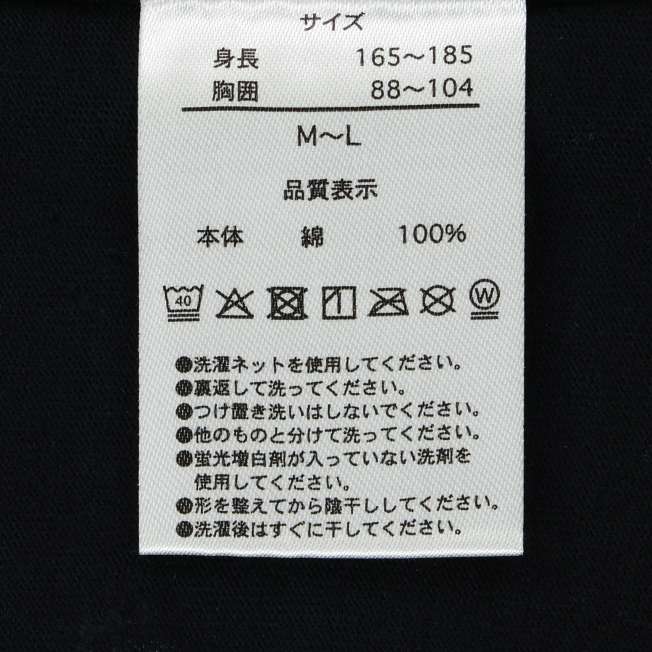 サイズ
身長 165～185
胸囲 88～104
M～L
品質表示
本体 綿 100%
40 W
●洗濯ネットを使用してください。
●裏返して洗ってください。
●つけ置き洗いはしないでください。
●他のものと分けて洗ってください。
●蛍光増白剤が入っていない洗剤を
使用してください。
●形を整えてから陰干ししてください。
●洗濯後はすぐに干してください。